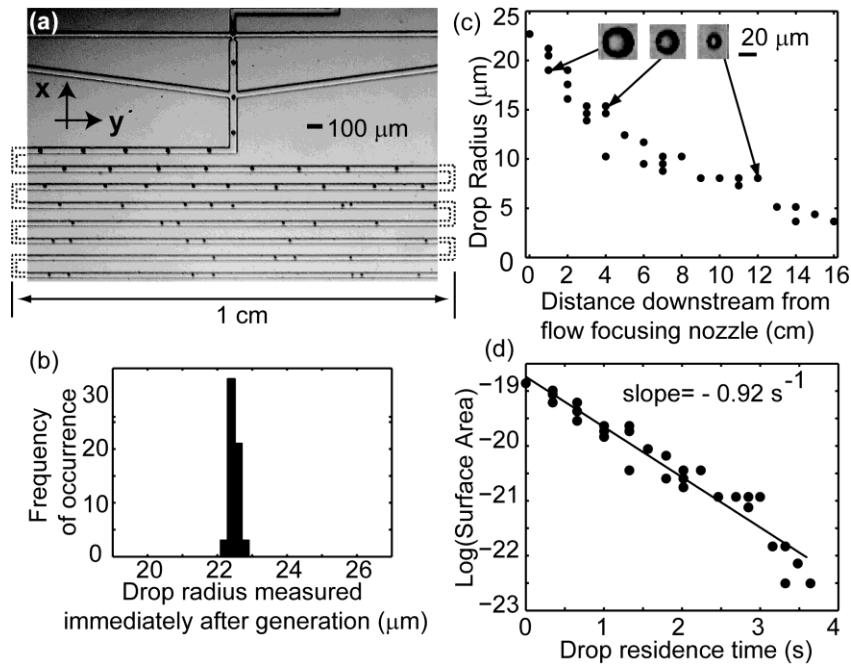 (a)
x
y
100 μm
1 cm
(b)
30
20
10
0
Frequency
of occurrence
20 22 24 26
Drop radius measured
immediately after generation (μm)
(c)
20 μm
25
20
15
10
5
0
Drop Radius (μm)
0 2 4 6 8 10 12 14 16
Distance downstream from
flow focusing nozzle (cm)
(d)
slope= - 0.92 s-1
−19
−20
−21
−22
−23
Log(Surface Area)
0 1 2 3 4
Drop residence time (s)